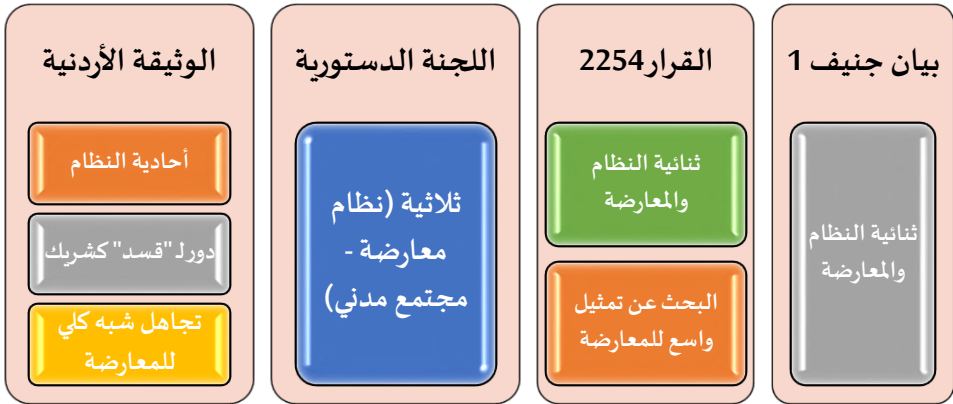 بيان جنيف 1
ثنائية النظام
والمعارضة
القرار2254
ثنائية النظام
والمعارضة
البحث عن تمثيل
واسع للمعارضة
اللجنة الدستورية
ثلاثية (نظام
معارضة -
مجتمع مدني)
الوثيقة الأردنية
أحادية النظام
دورلـ "قسد" كشريك
تجاهل شبه كلي
للمعارضة